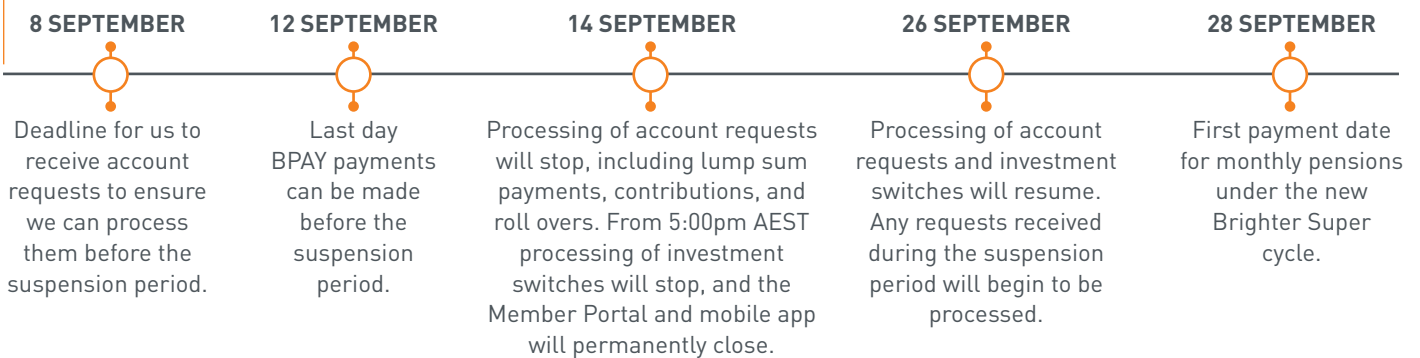 8 SEPTEMBER
Deadline for us to
receive account
requests to ensure
we can process
them before the
suspension period.
12 SEPTEMBER
Last day
BPAY payments
can be made
before the
suspension
period.
14 SEPTEMBER
Processing of account requests
will stop, including lump sum
payments, contributions, and
roll overs. From 5:00pm AEST
processing of investment
switches will stop, and the
Member Portal and mobile app
will permanently close.
26 SEPTEMBER
Processing of account
requests and investment
switches will resume.
Any requests received
during the suspension
period will begin to be
processed.
28 SEPTEMBER
First payment date
for monthly pensions
under the new
Brighter Super
cycle.